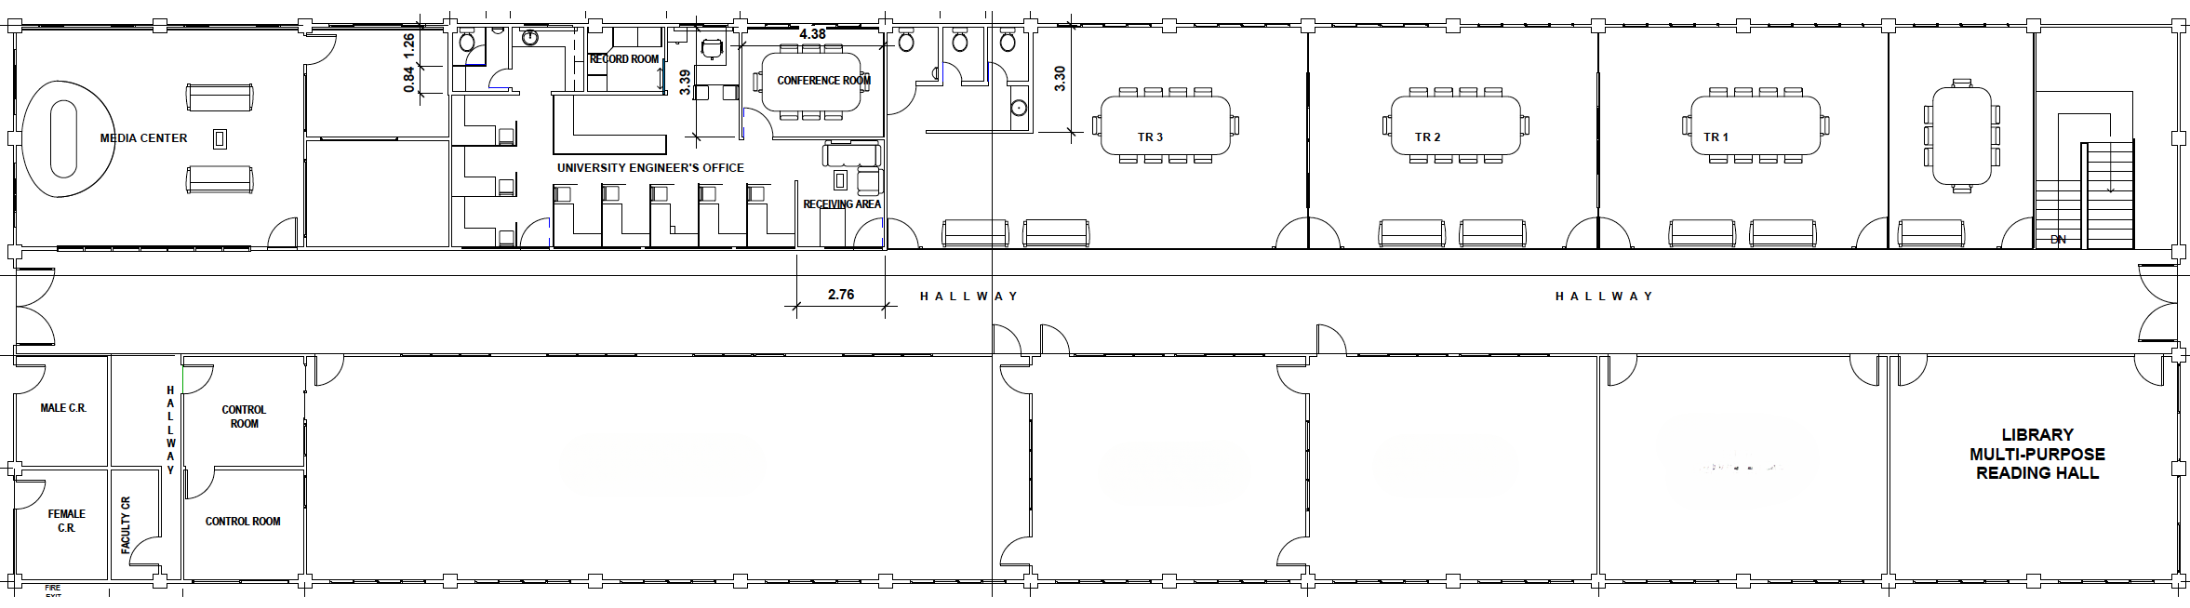 4.38
1.26
0.84
RECORD ROOM
3.39
CONFERENCE ROOM
3.30
MEDIA CENTER
TR 3
TR 2
TR 1
UNIVERSITY ENGINEER'S OFFICE
RECEIVING AREA
DN
2.76
HALLWAY
HALLWAY
MALE C.R.
HALLWAY
CONTROL
ROOM
LIBRARY
MULTI-PURPOSE
READING HALL
FEMALE
C.R.
FACULTY CR
CONTROL ROOM
FIRE
EXIT